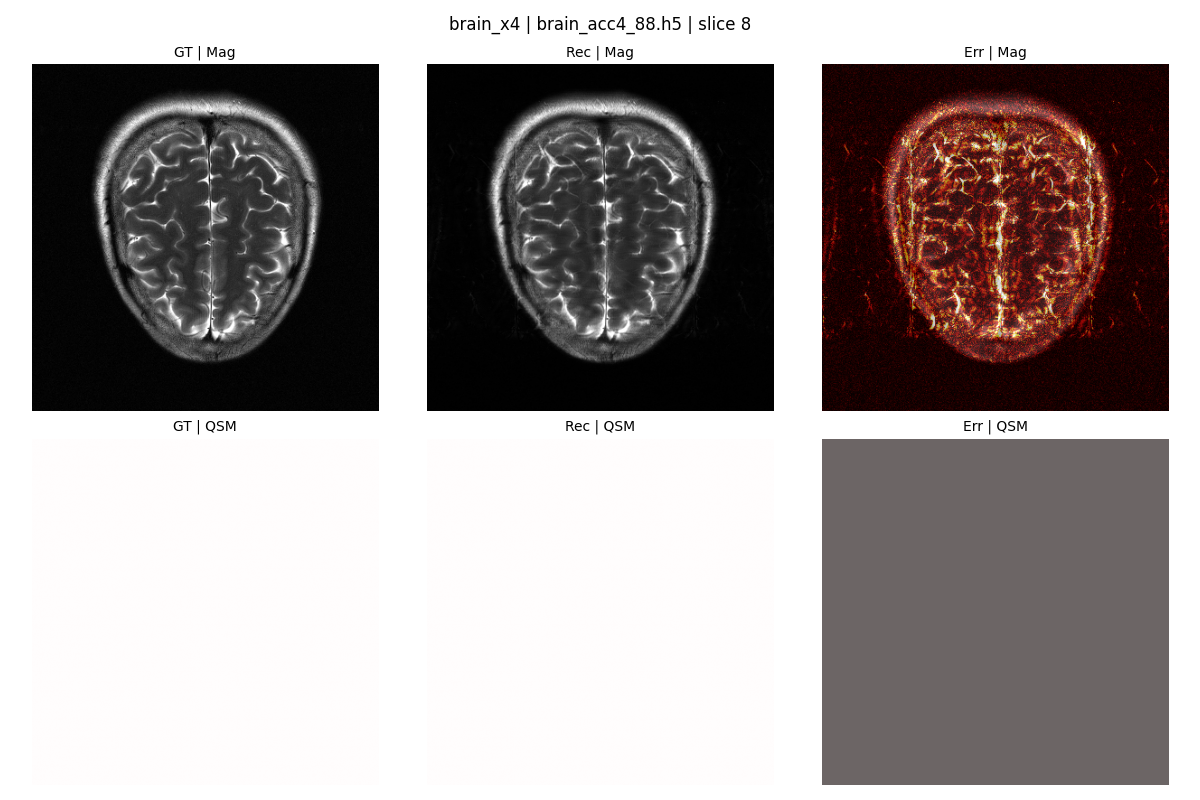 brain_x4 | brain_acc4_88.h5 | slice 8
GT | Mag
Rec | Mag
Err | Mag
GT | QSM
Rec | QSM
Err | QSM